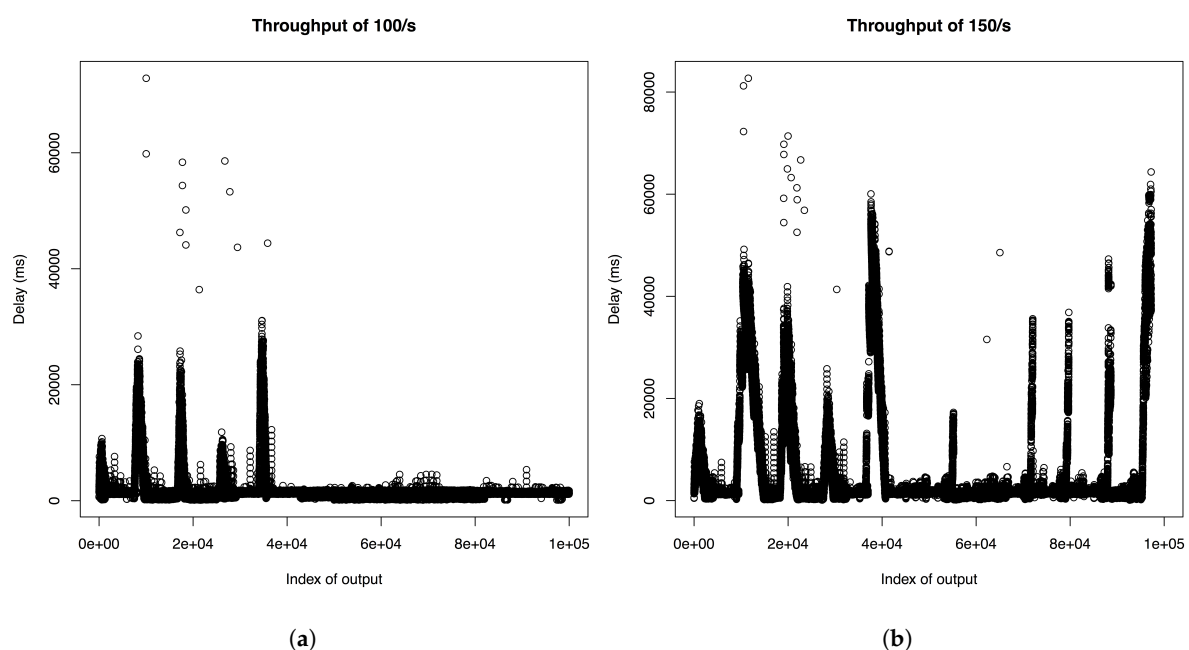 Throughput of 100/s
Delay (ms)
60000
40000
20000
0
0e+00 2e+04 4e+04 6e+04 8e+04 1e+05
Index of output
(a)
Throughput of 150/s
Delay (ms)
80000
60000
40000
20000
0
0e+00 2e+04 4e+04 6e+04 8e+04 1e+05
Index of output
(b)